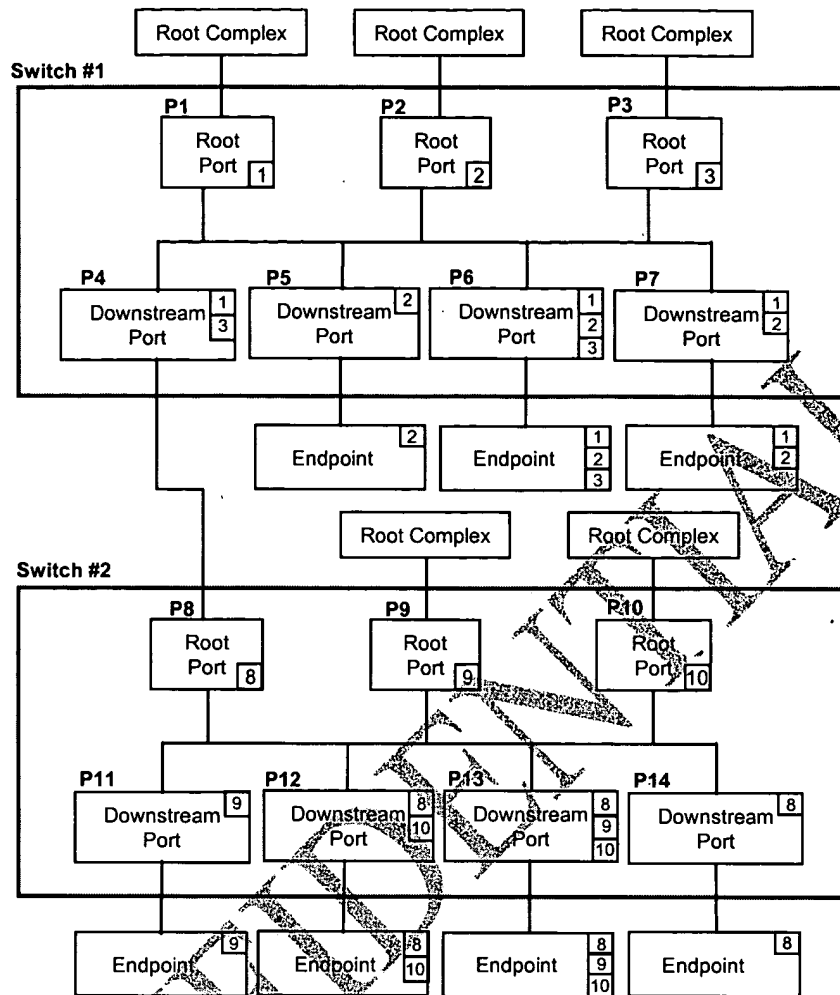 Root Complex
Root Complex
Root Complex
Switch #1
P1
P2
P3
Root
Port
1
Root
Port
2
Root
Port
3
P4
P5
P6
P7
Downstream
Port
1
3
Downstream
Port
2
Downstream
Port
1
2
3
Downstream
Port
1
2
Endpoint
2
Endpoint
1
2
3
Endpoint
1
2
Root Complex
Root Complex
Switch #2
P8
P9
P10
Root
Port
8
Root
Port
9
Root
Port
10
P11
P12
P13
P14
Downstream
Port
9
Downstream
Port
8
10
Downstream
Port
8
9
10
Downstream
Port
8
Endpoint
9
Endpoint
8
10
Endpoint
8
9
10
Endpoint
8